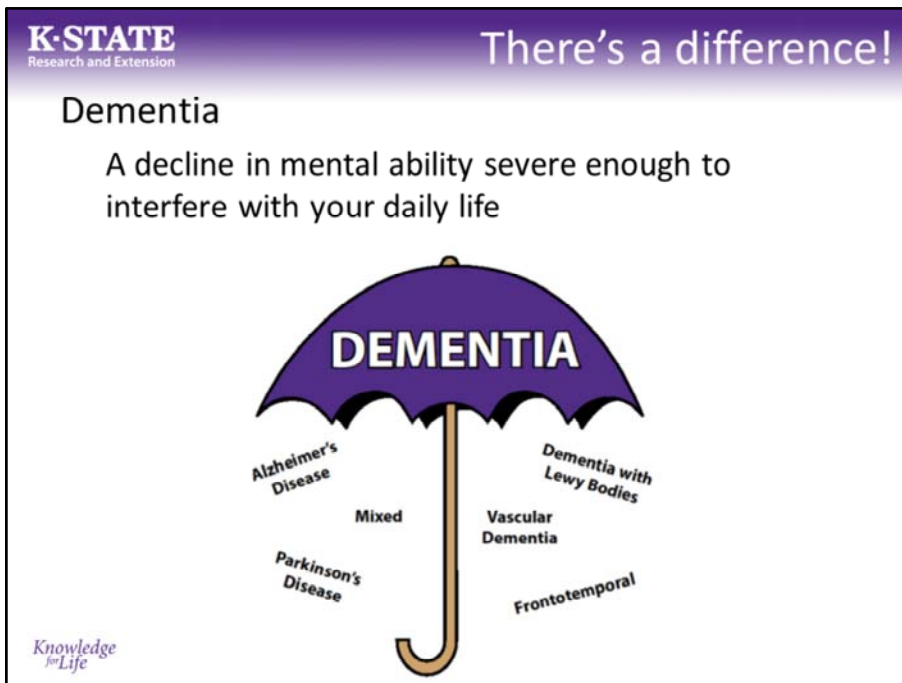 K·STATE
Research and Extension
There's a difference!
Dementia
A decline in mental ability severe enough to
interfere with your daily life
DEMENTIA
Alzheimer's
Disease
Dementia with
Lewy Bodies
Mixed
Vascular
Dementia
Parkinson's
Disease
Frontotemporal
Knowledge
for Life